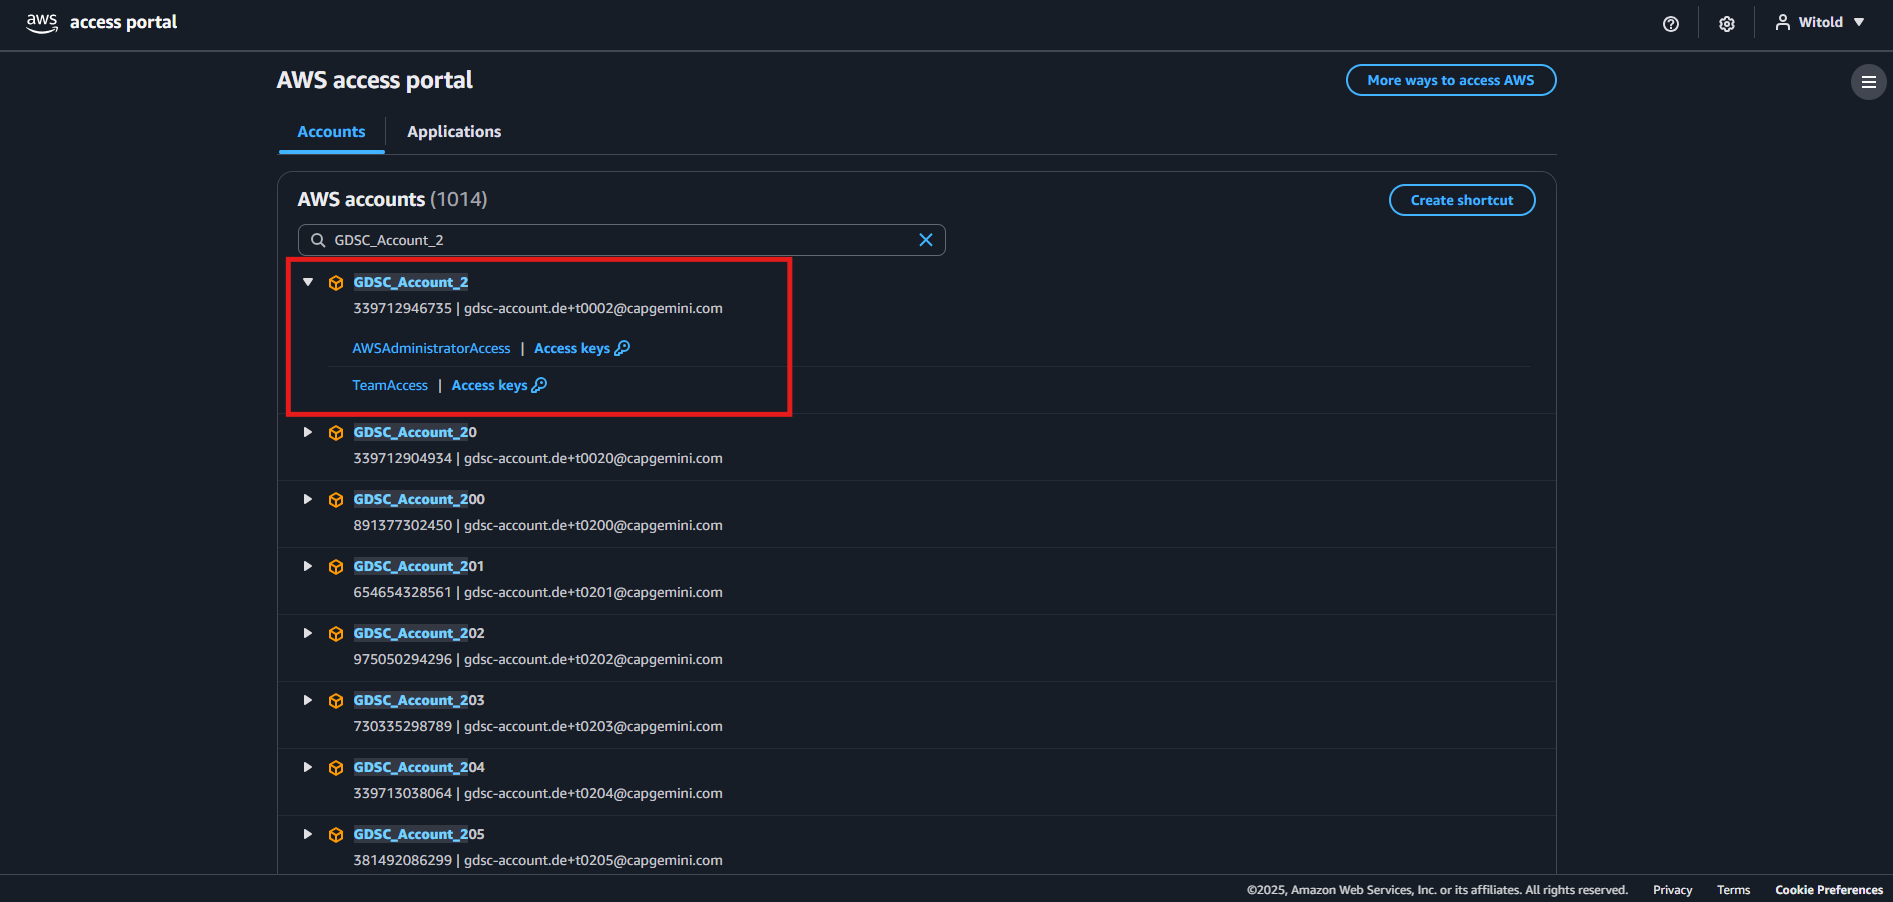 aws access portal
Witold
AWS access portal
More ways to access AWS
Accounts
Applications
AWS accounts (1014)
Create shortcut
GDSC_Account_2
GDSC_Account_2
339712946735 | gdsc-account.de+t0002@capgemini.com
AWSAdministratorAccess | Access keys
TeamAccess | Access keys
GDSC_Account_20
339712904934 | gdsc-account.de+t0020@capgemini.com
GDSC_Account_200
891377302450 | gdsc-account.de+t0200@capgemini.com
GDSC_Account_201
654654328561 | gdsc-account.de+t0201@capgemini.com
GDSC_Account_202
975050294296 | gdsc-account.de+t0202@capgemini.com
GDSC_Account_203
730335298789 | gdsc-account.de+t0203@capgemini.com
GDSC_Account_204
339713038064 | gdsc-account.de+t0204@capgemini.com
GDSC_Account_205
381492086299 | gdsc-account.de+t0205@capgemini.com
©2025, Amazon Web Services, Inc. or its affiliates. All rights reserved.
Privacy
Terms
Cookie Preferences